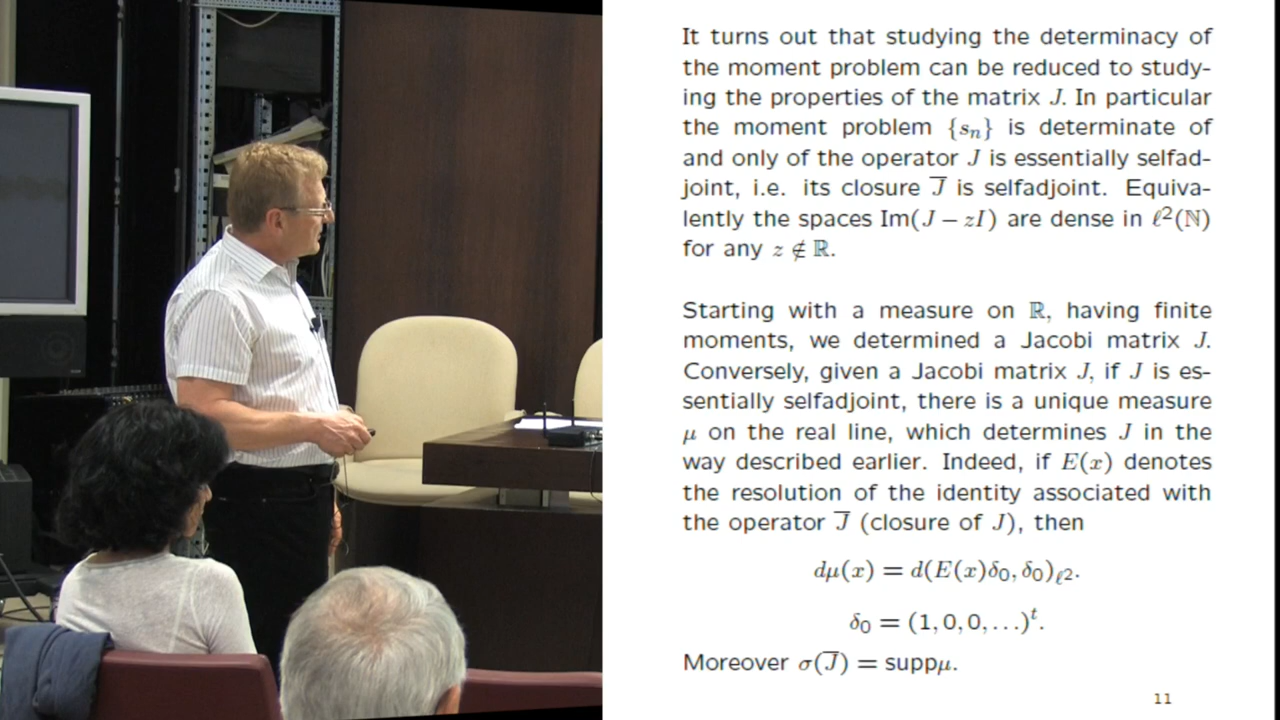 It turns out that studying the determinacy of
the moment problem can be reduced to study-
ing the properties of the matrix J. In particular
the moment problem {sₙ} is determinate of
and only of the operator J is essentially selfad-
joint, i.e. its closure J̅ is selfadjoint. Equiva-
lently the spaces Im(J − zI) are dense in ℓ²(ℕ)
for any z ∉ ℝ.
Starting with a measure on ℝ, having finite
moments, we determined a Jacobi matrix J.
Conversely, given a Jacobi matrix J, if J is es-
sentially selfadjoint, there is a unique measure
μ on the real line, which determines J in the
way described earlier. Indeed, if E(x) denotes
the resolution of the identity associated with
the operator J̅ (closure of J), then
dμ(x) = d(E(x)δ₀, δ₀)_ℓ².
δ₀ = (1, 0, 0, ...)ᵗ.
Moreover σ(J̅) = suppμ.
11